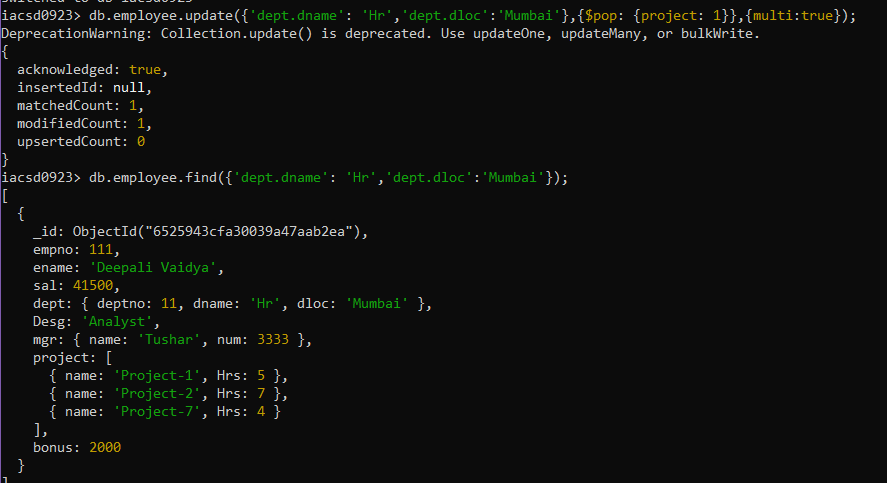 switched to db iacsd0923
iacsd0923> db.employee.update({'dept.dname': 'Hr','dept.dloc':'Mumbai'},{$pop: {project: 1}},{multi:true});
DeprecationWarning: Collection.update() is deprecated. Use updateOne, updateMany, or bulkWrite.
{
  acknowledged: true,
  insertedId: null,
  matchedCount: 1,
  modifiedCount: 1,
  upsertedCount: 0
}
iacsd0923> db.employee.find({'dept.dname': 'Hr','dept.dloc':'Mumbai'});
[
  {
    _id: ObjectId("6525943cfa30039a47aab2ea"),
    empno: 111,
    ename: 'Deepali Vaidya',
    sal: 41500,
    dept: { deptno: 11, dname: 'Hr', dloc: 'Mumbai' },
    Desg: 'Analyst',
    mgr: { name: 'Tushar', num: 3333 },
    project: [
      { name: 'Project-1', Hrs: 5 },
      { name: 'Project-2', Hrs: 7 },
      { name: 'Project-7', Hrs: 4 }
    ],
    bonus: 2000
  }
]